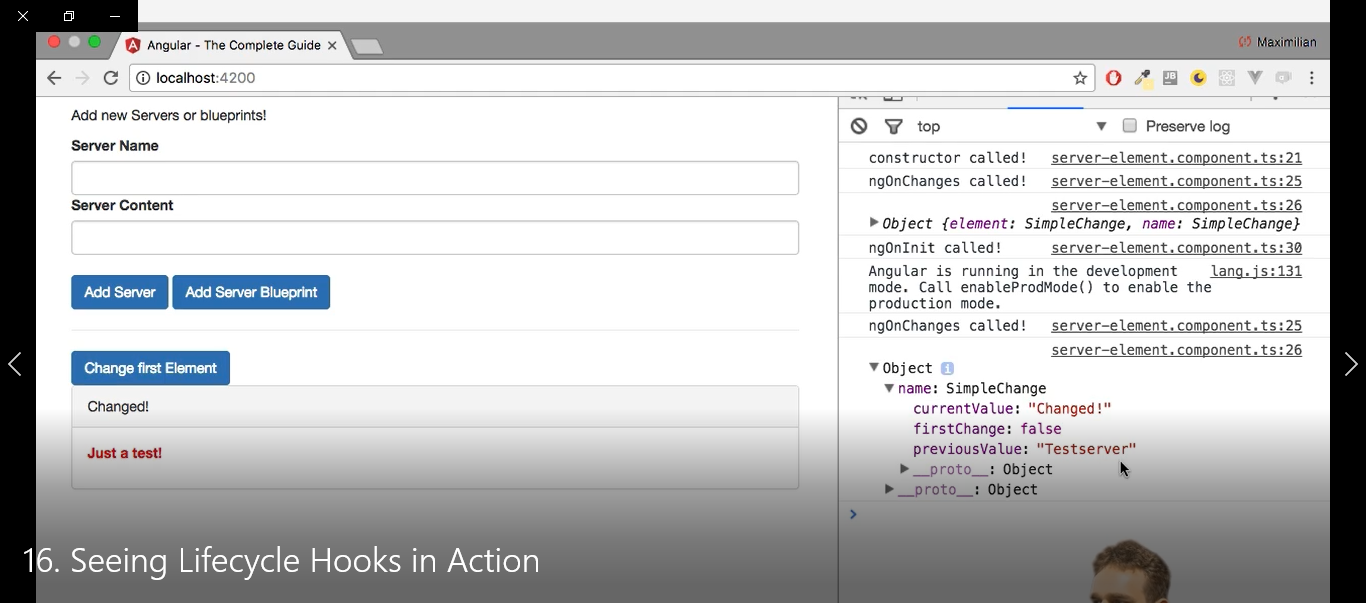 Angular - The Complete Guide
Maximilian
localhost:4200
Add new Servers or blueprints!
Server Name
Server Content
Add Server Add Server Blueprint
Change first Element
Changed!
Just a test!
top Preserve log
constructor called! server-element.component.ts:21
ngOnChanges called! server-element.component.ts:25
server-element.component.ts:26
Object {element: SimpleChange, name: SimpleChange}
ngOnInit called! server-element.component.ts:30
Angular is running in the development lang.js:131
mode. Call enableProdMode() to enable the
production mode.
ngOnChanges called! server-element.component.ts:25
server-element.component.ts:26
Object
name: SimpleChange
currentValue: "Changed!"
firstChange: false
previousValue: "Testserver"
__proto__: Object
__proto__: Object
16. Seeing Lifecycle Hooks in Action